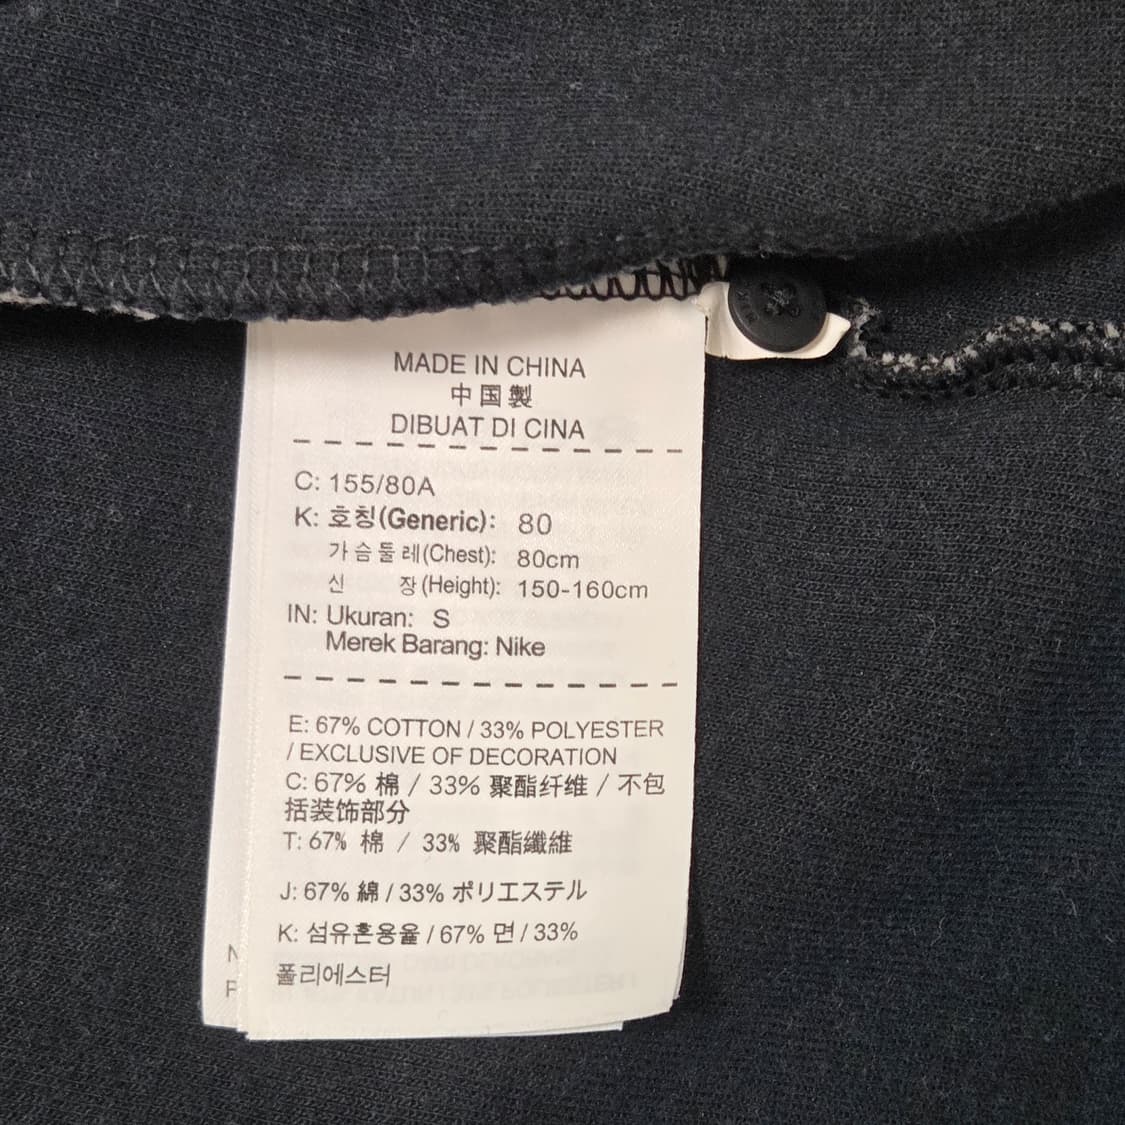 MADE IN CHINA
中国製
DIBUAT DI CINA
C: 155/80A
K: 호칭(Generic): 80
가슴둘레(Chest): 80cm
신 장(Height): 150-160cm
IN: Ukuran: S
Merek Barang: Nike
E: 67% COTTON / 33% POLYESTER
/ EXCLUSIVE OF DECORATION
C: 67% 棉 / 33% 聚酯纤维 / 不包
括装饰部分
T: 67% 棉 / 33% 聚酯纖維
J: 67% 綿 / 33% ポリエステル
K: 섬유혼용율 / 67% 면 / 33%
폴리에스터